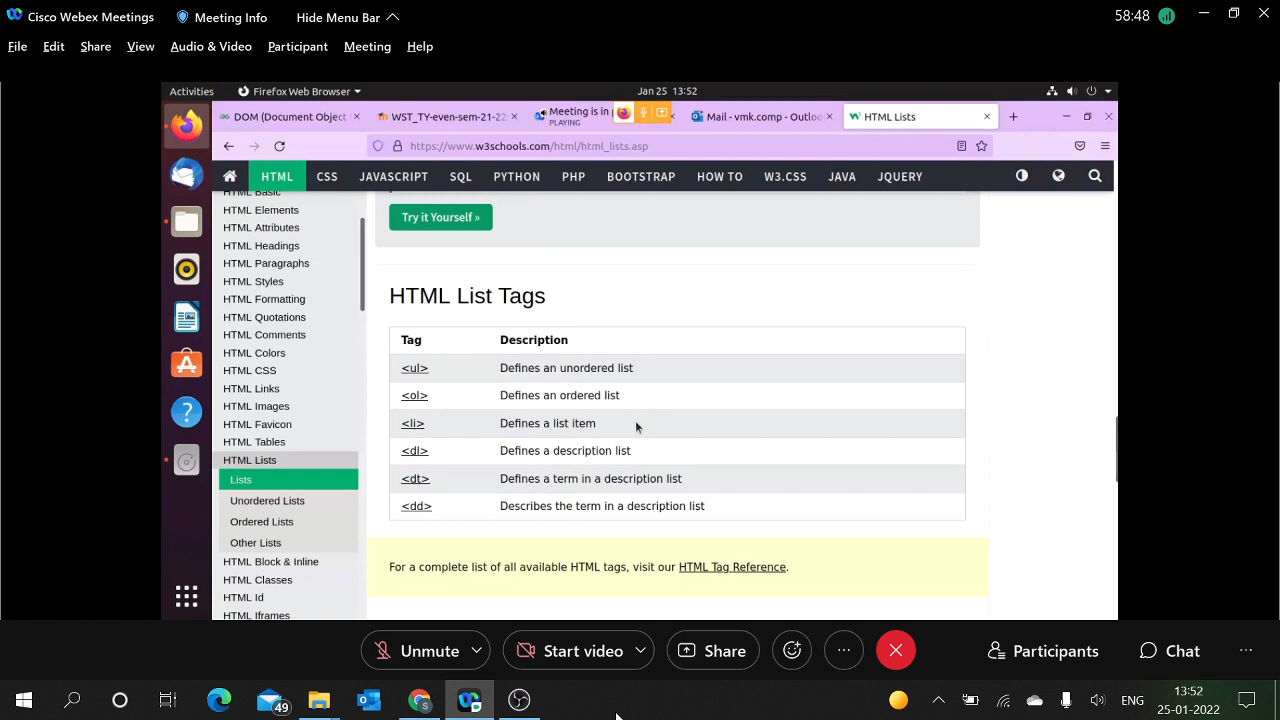 Cisco Webex Meetings Meeting Info Hide Menu Bar 58:48
File Edit Share View Audio & Video Participant Meeting Help
Activities Firefox Web Browser Jan 25 13:52
DOM (Document Object WST_TY-even-sem-21-22 Meeting is in Mail - vmk.comp - Outloo HTML Lists
PLAYING
https://www.w3schools.com/html/html_lists.asp
HTML CSS JAVASCRIPT SQL PYTHON PHP BOOTSTRAP HOW TO W3.CSS JAVA JQUERY
HTML Basic
HTML Elements
HTML Attributes
HTML Headings
HTML Paragraphs
HTML Styles
HTML Formatting
HTML Quotations
HTML Comments
HTML Colors
HTML CSS
HTML Links
HTML Images
HTML Favicon
HTML Tables
HTML Lists
Lists
Unordered Lists
Ordered Lists
Other Lists
HTML Block & Inline
HTML Classes
HTML Id
HTML Iframes
Try it Yourself »
HTML List Tags
Tag Description
<ul> Defines an unordered list
<ol> Defines an ordered list
<li> Defines a list item
<dl> Defines a description list
<dt> Defines a term in a description list
<dd> Describes the term in a description list
For a complete list of all available HTML tags, visit our HTML Tag Reference.
Unmute Start video Share Participants Chat
49 S ENG 13:52
25-01-2022